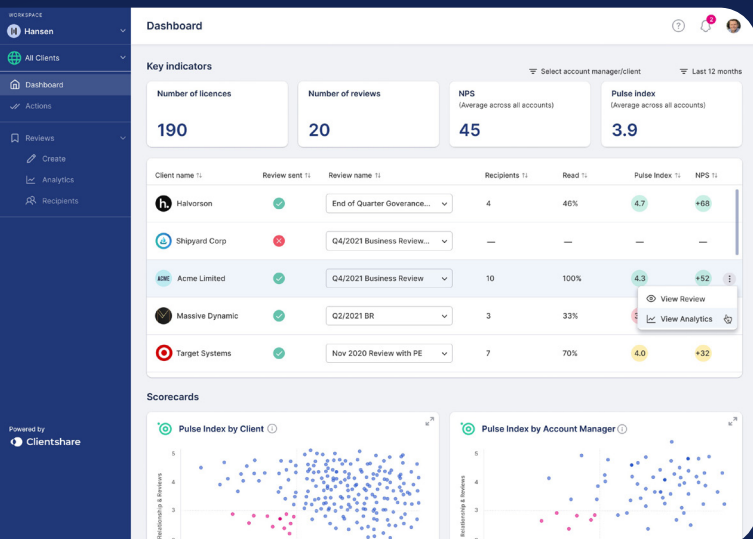 WORKSPACE
H Hansen
All Clients
Dashboard
Actions
Reviews
Create
Analytics
Recipients
Powered by
Clientshare
Dashboard
? 2
Key indicators
Select account manager/client Last 12 months
Number of licences
190
Number of reviews
20
NPS
(Average across all accounts)
45
Pulse index
(Average across all accounts)
3.9
Client name Review sent Review name Recipients Read Pulse Index NPS
h. Halvorson End of Quarter Goverance... 4 46% 4.7 +68
Shipyard Corp Q4/2021 Business Review... — — — —
ACME Acme Limited Q4/2021 Business Review 10 100% 4.3 +52
View Review
View Analytics
Massive Dynamic Q2/2021 BR 3 33%
Target Systems Nov 2020 Review with PE 7 70% 4.0 +32
Scorecards
Pulse Index by Client
5
4
3
Relationship & Reviews
Pulse Index by Account Manager
5
4
3
Relationship & Reviews